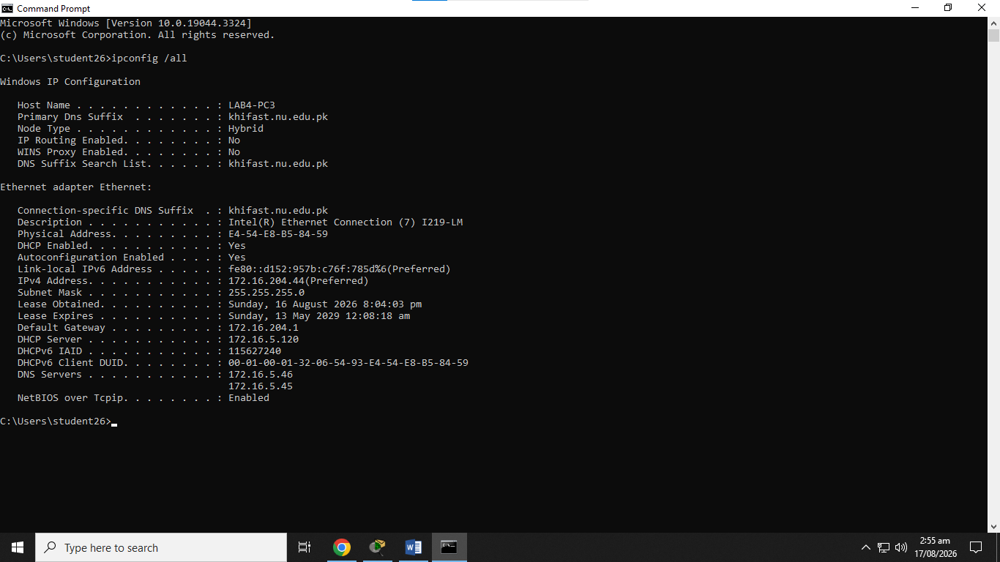 Command Prompt
Microsoft Windows [Version 10.0.19044.3324]
(c) Microsoft Corporation. All rights reserved.
C:\Users\student26>ipconfig /all
Windows IP Configuration
   Host Name . . . . . . . . . . . . : LAB4-PC3
   Primary Dns Suffix  . . . . . . . : khifast.nu.edu.pk
   Node Type . . . . . . . . . . . . : Hybrid
   IP Routing Enabled. . . . . . . . : No
   WINS Proxy Enabled. . . . . . . . : No
   DNS Suffix Search List. . . . . . : khifast.nu.edu.pk
Ethernet adapter Ethernet:
   Connection-specific DNS Suffix  . : khifast.nu.edu.pk
   Description . . . . . . . . . . . : Intel(R) Ethernet Connection (7) I219-LM
   Physical Address. . . . . . . . . : E4-54-E8-B5-84-59
   DHCP Enabled. . . . . . . . . . . : Yes
   Autoconfiguration Enabled . . . . : Yes
   Link-local IPv6 Address . . . . . : fe80::d152:957b:c76f:785d%6(Preferred)
   IPv4 Address. . . . . . . . . . . : 172.16.204.44(Preferred)
   Subnet Mask . . . . . . . . . . . : 255.255.255.0
   Lease Obtained. . . . . . . . . . : Sunday, 16 August 2026 8:04:03 pm
   Lease Expires . . . . . . . . . . : Sunday, 13 May 2029 12:08:18 am
   Default Gateway . . . . . . . . . : 172.16.204.1
   DHCP Server . . . . . . . . . . . : 172.16.5.120
   DHCPv6 IAID . . . . . . . . . . . : 115627240
   DHCPv6 Client DUID. . . . . . . . : 00-01-00-01-32-06-54-93-E4-54-E8-B5-84-59
   DNS Servers . . . . . . . . . . . : 172.16.5.46
                                       172.16.5.45
   NetBIOS over Tcpip. . . . . . . . : Enabled
C:\Users\student26>
Type here to search
2:55 am
17/08/2026